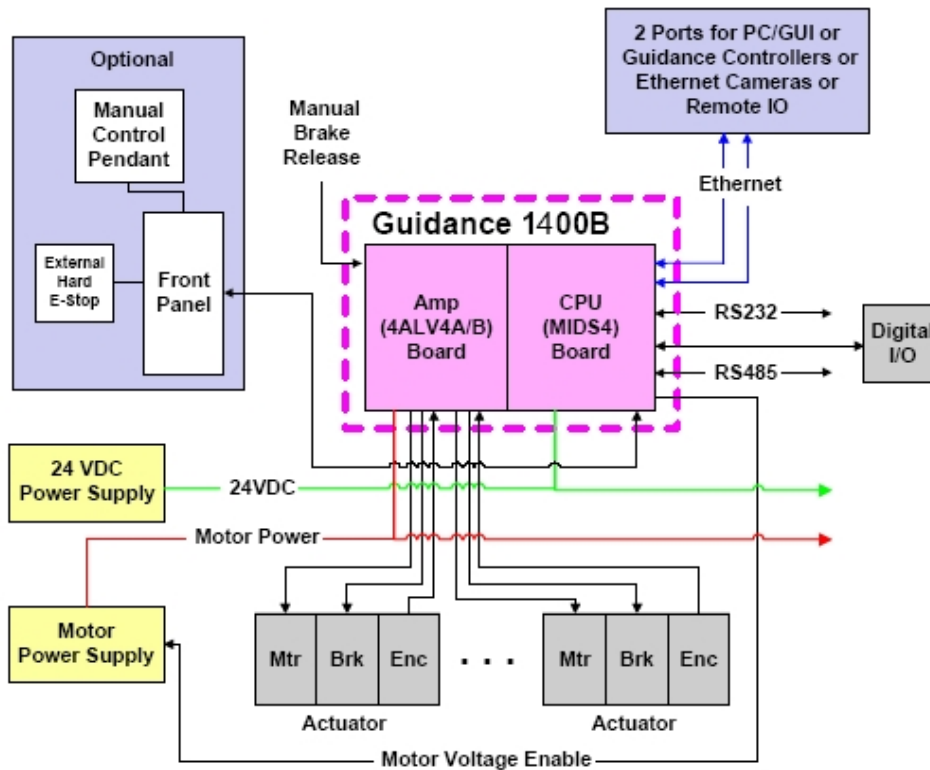 Optional
Manual
Control
Pendant
External
Hard
E-Stop
Front
Panel
Manual
Brake
Release
2 Ports for PC/GUI or
Guidance Controllers or
Ethernet Cameras or
Remote IO
Ethernet
Guidance 1400B
Amp
(4ALV4A/B)
Board
CPU
(MIDS4)
Board
RS232
RS485
Digital
I/O
24 VDC
Power Supply
24VDC
Motor Power
Motor
Power Supply
Mtr Brk Enc . . . Mtr Brk Enc
Actuator Actuator
Motor Voltage Enable